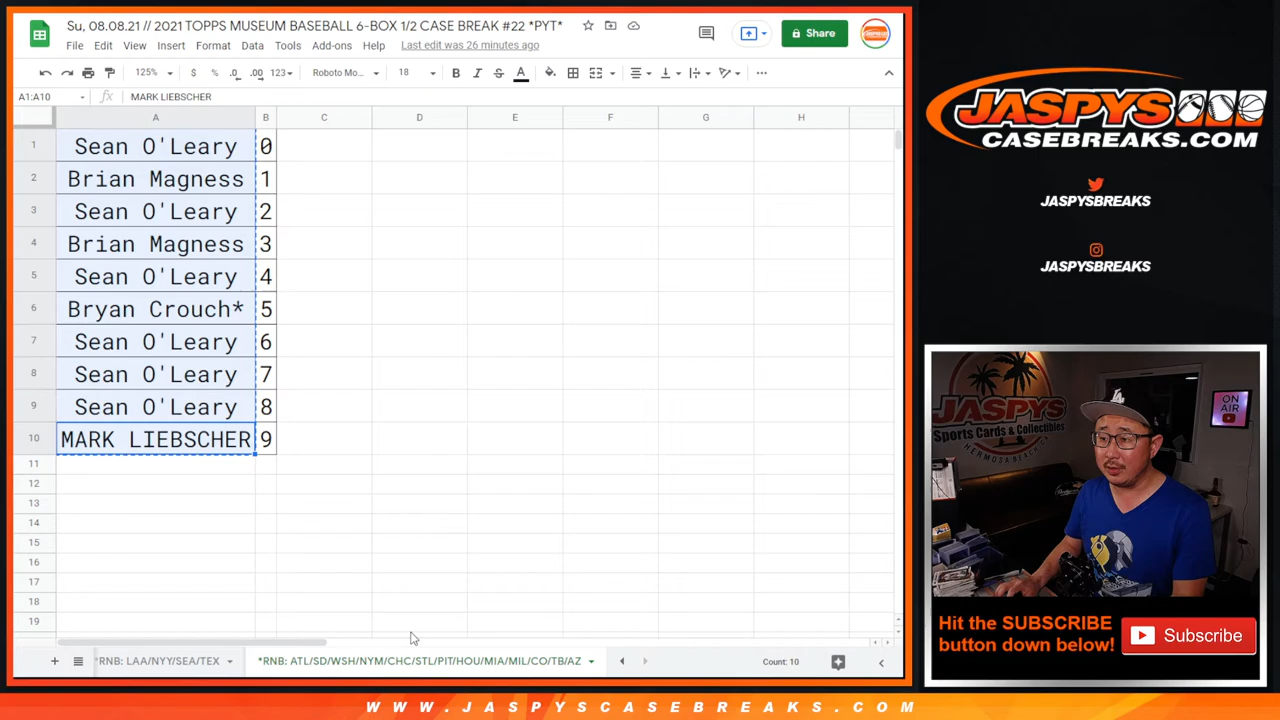 Su, 08.08.21 // 2021 TOPPS MUSEUM BASEBALL 6-BOX 1/2 CASE BREAK #22 *PYT*
File Edit View Insert Format Data Tools Add-ons Help Last edit was 26 minutes ago
Share
125% $ % .0 .00 123 Roboto Mo... 18 B I S A
A1:A10 fx MARK LIEBSCHER
A B C D E F G H
1 Sean O'Leary 0
2 Brian Magness 1
3 Sean O'Leary 2
4 Brian Magness 3
5 Sean O'Leary 4
6 Bryan Crouch* 5
7 Sean O'Leary 6
8 Sean O'Leary 7
9 Sean O'Leary 8
10 MARK LIEBSCHER 9
11
12
13
14
15
16
17
18
19
*RNB: LAA/NYY/SEA/TEX *RNB: ATL/SD/WSH/NYM/CHC/STL/PIT/HOU/MIA/MIL/CO/TB/AZ Count: 10
JASPYS
CASEBREAKS.COM
JASPYSBREAKS
JASPYSBREAKS
JASPYS
Sports Cards & Collectibles
HERMOSA BEACH, CA
ON
AIR
LA
Hit the SUBSCRIBE
button down below!
Subscribe
WWW.JASPYSCASEBREAKS.COM